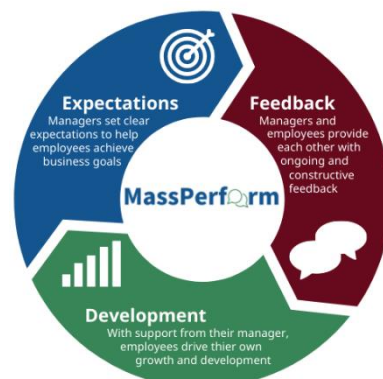 Expectations
Managers set clear
expectations to help
employees achieve
business goals
Feedback
Managers and
employees provide
each other with
ongoing and
constructive
feedback
MassPerform
Development
With support from their manager,
employees drive thier own
growth and development